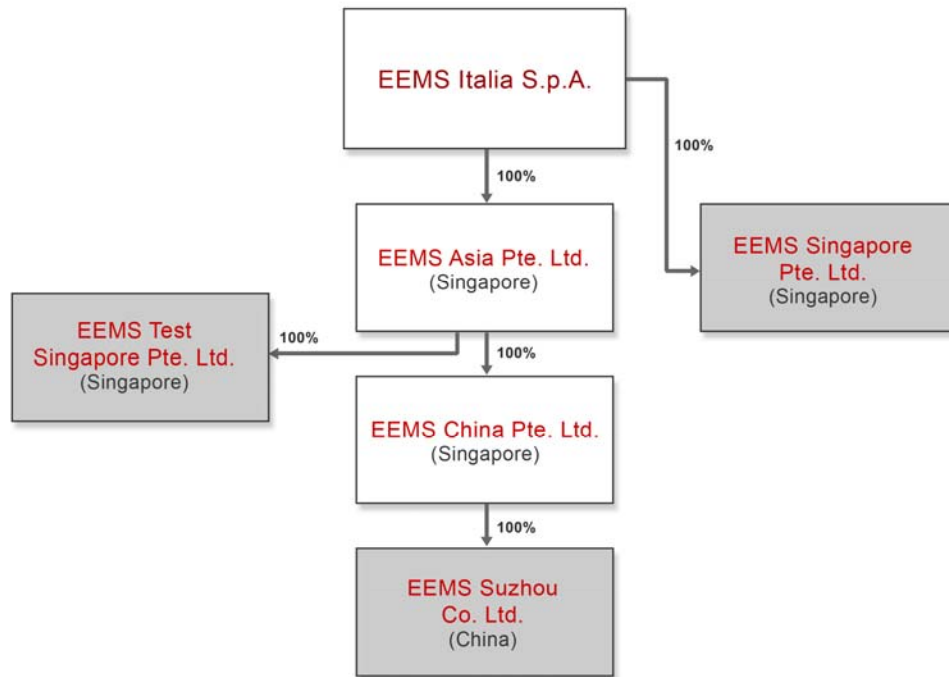 EEMS Italia S.p.A.
100%
100%
EEMS Asia Pte. Ltd.
(Singapore)
EEMS Singapore
Pte. Ltd.
(Singapore)
EEMS Test
Singapore Pte. Ltd.
(Singapore)
100%
100%
EEMS China Pte. Ltd.
(Singapore)
100%
EEMS Suzhou
Co. Ltd.
(China)